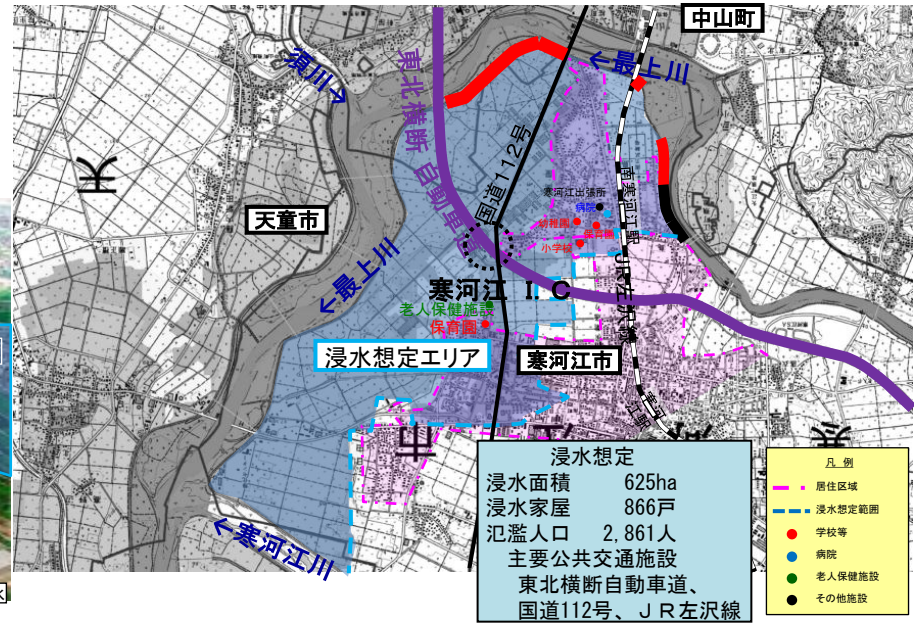 中山町
須川→
東北横断自動車道
国道112号
←最上川
天
天童市
寒河江出張所
病院
幼稚園
保育園
小学校
南寒河江駅
JR左沢線
←最上川
寒河江IC
老人保健施設
保育園
浸水想定エリア
寒河江市
市
江
河
寒
←寒河江川
浸水想定
浸水面積 625ha
浸水家屋 866戸
氾濫人口 2,861人
主要公共交通施設
東北横断自動車道、
国道112号、JR左沢線
凡例
居住区域
浸水想定範囲
学校等
病院
老人保健施設
その他施設